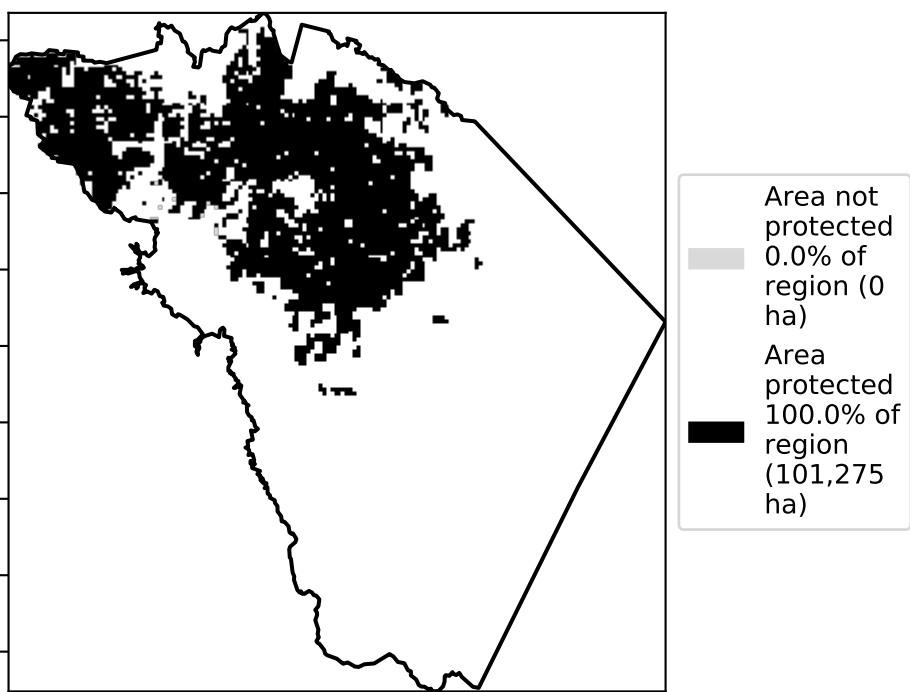 Area not
protected
0.0% of
region (0
ha)
Area
protected
100.0% of
region
(101,275
ha)